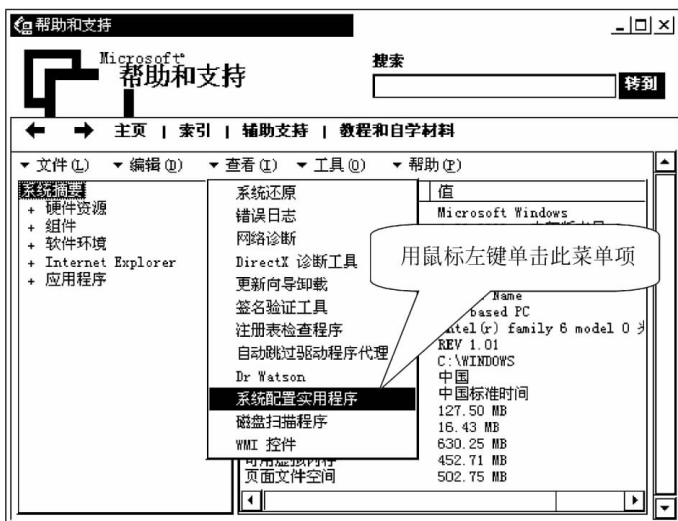 帮助和支持
Microsoft
帮助和支持
搜索
转到
主页 | 索引 | 辅助支持 | 教程和自学材料
文件(L) 编辑(D) 查看(I) 工具(O) 帮助(P)
系统摘要
+ 硬件资源
+ 组件
+ 软件环境
+ Internet Explorer
+ 应用程序
系统还原
错误日志
网络诊断
DirectX 诊断工具
更新向导卸载
签名验证工具
注册表检查程序
自动跳过驱动程序代理
Dr Watson
系统配置实用程序
磁盘扫描程序
WMI 控件
用鼠标左键单击此菜单项
值
Microsoft Windows
Name
based PC
ntel(r) family 6 model 0
REV 1.01
C:\WINDOWS
中国
中国标准时间
127.50 MB
16.43 MB
630.25 MB
452.71 MB
页面文件空间 502.75 MB